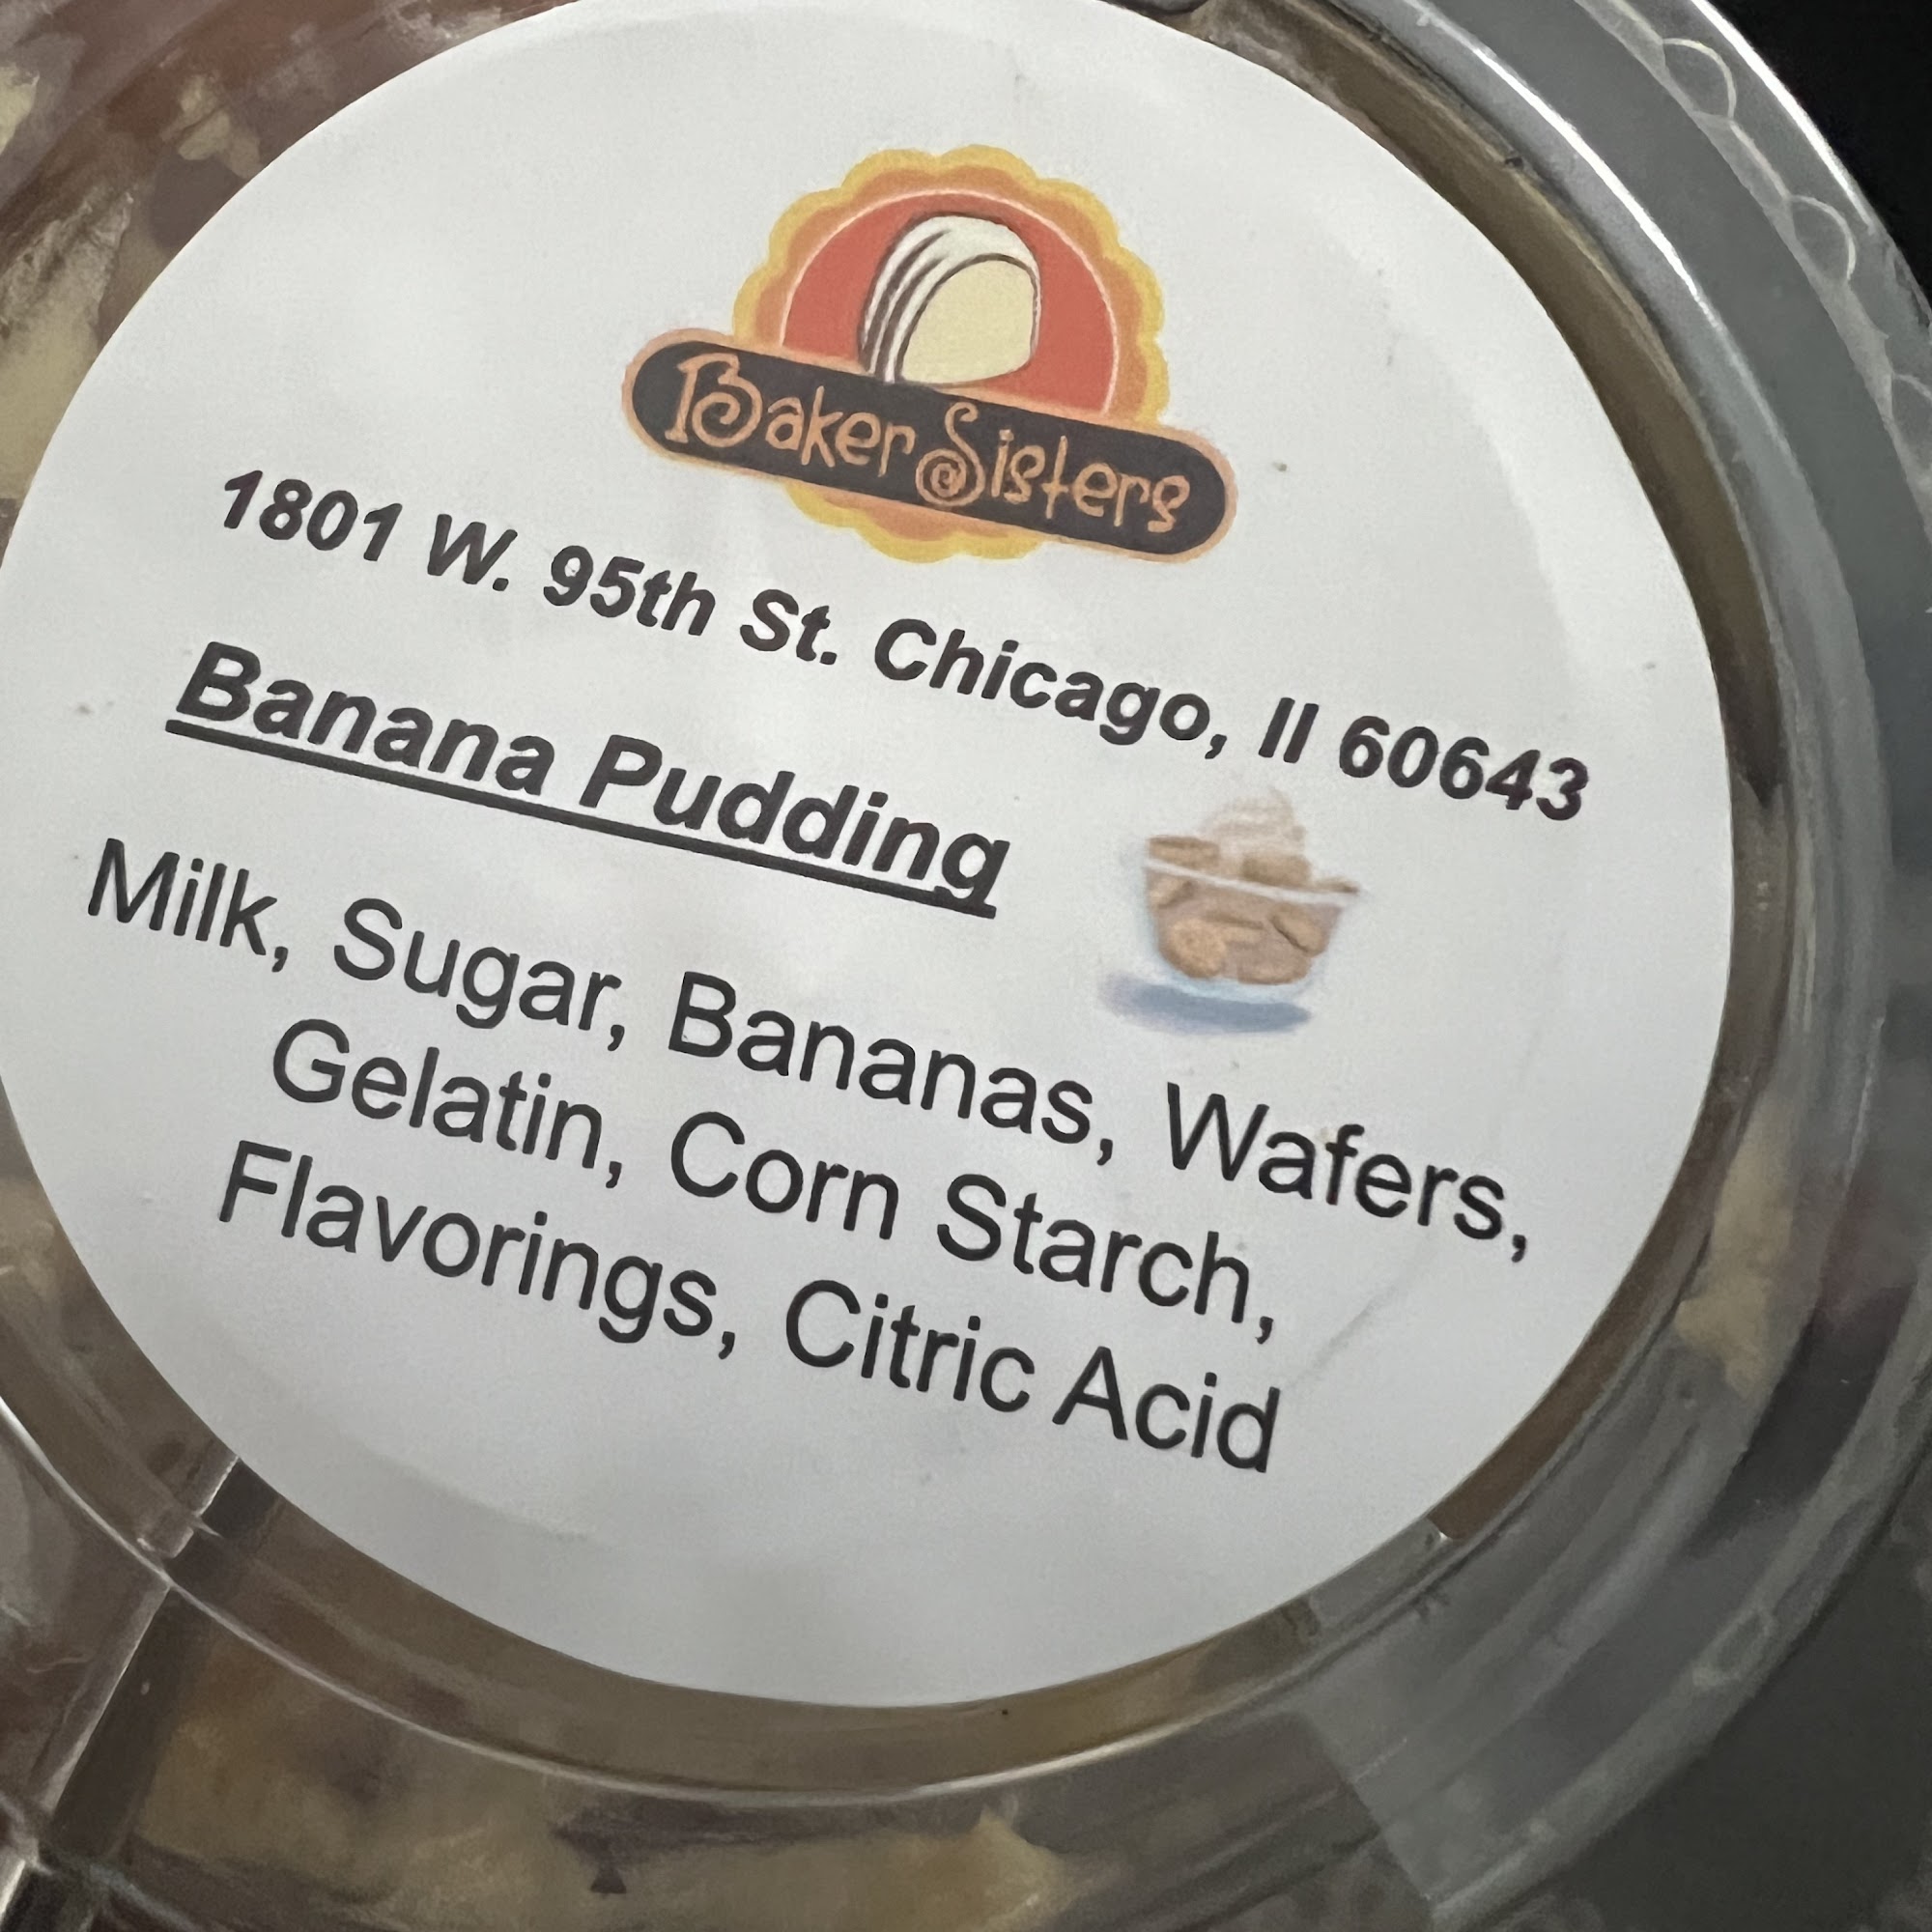 Baker Sisters
1801 W. 95th St. Chicago, Il 60643
Banana Pudding
Milk, Sugar, Bananas, Wafers,
Gelatin, Corn Starch,
Flavorings, Citric Acid